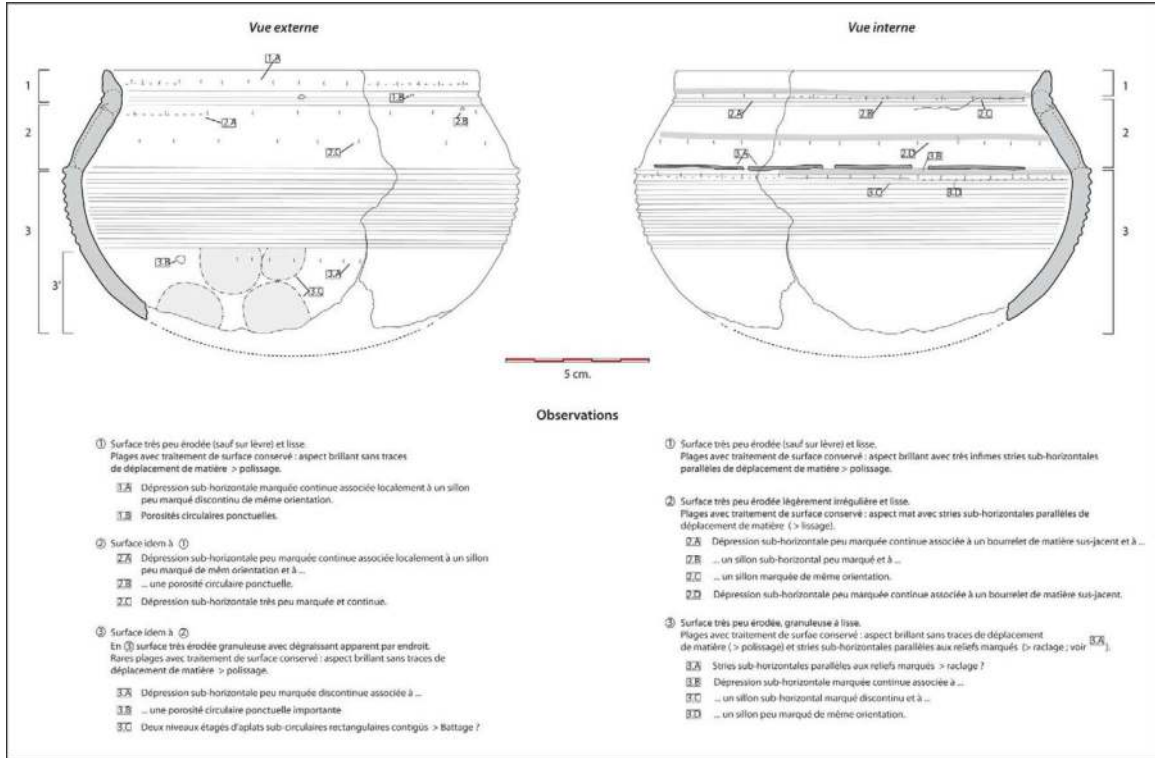 Vue externe
Vue interne
1.A
1
1
1.B
2.A
2.B
2.A
2.B
2.C
2
2
2.C
3.A
2.D
3.B
3.C
3.D
3
3
3.B
3.A
3'
3.C
5 cm.
Observations
① Surface très peu érodée (sauf sur lèvre) et lisse.
Plages avec traitement de surface conservé : aspect brillant sans traces
de déplacement de matière > polissage.
1.A Dépression sub-horizontale marquée continue associée localement à un sillon
peu marqué discontinu de même orientation.
1.B Porosités circulaires ponctuelles.
② Surface idem à ①
2.A Dépression sub-horizontale peu marquée continue associée localement à un sillon
peu marqué de mêm orientation et à ...
2.B ... une porosité circulaire ponctuelle.
2.C Dépression sub-horizontale très peu marquée et continue.
③ Surface idem à ②
En ③ surface très érodée granuleuse avec dégraissant apparent par endroit.
Rares plages avec traitement de surface conservé : aspect brillant sans traces de
déplacement de matière > polissage.
3.A Dépression sub-horizontale peu marquée discontinue associée à ...
3.B ... une porosité circulaire ponctuelle importante
3.C Deux niveaux étagés d'aplats sub-circulaires rectangulaires contigüs > Battage ?
① Surface très peu érodée (sauf sur lèvre) et lisse.
Plages avec traitement de surface conservé : aspect brillant avec très infimes stries sub-horizontales
parallèles de déplacement de matière > polissage.
② Surface très peu érodée légèrement irrégulière et lisse.
Plages avec traitement de surface conservé : aspect mat avec stries sub-horizontales parallèles de
déplacement de matière ( > lissage).
2.A Dépression sub-horizontale peu marquée continue associée à un bourrelet de matière sus-jacent et à ...
2.B ... un sillon sub-horizontal peu marqué et à ...
2.C ... un sillon marquée de même orientation.
2.D Dépression sub-horizontale peu marquée continue associée à un bourrelet de matière sus-jacent.
③ Surface très peu érodée, granuleuse à lisse.
Plages avec traitement de surfae conservé : aspect brillant sans traces de déplacement
de matière ( > polissage) et stries sub-horizontales parallèles aux reliefs marqués (> raclage ; voir 3.A ).
3.A Stries sub-horizontales parallèles aux reliefs marqués > raclage ?
3.B Dépression sub-horizontale marquée continue associée à ...
3.C ... un sillon sub-horizontal marqué discontinu et à ...
3.D ... un sillon peu marqué de même orientation.